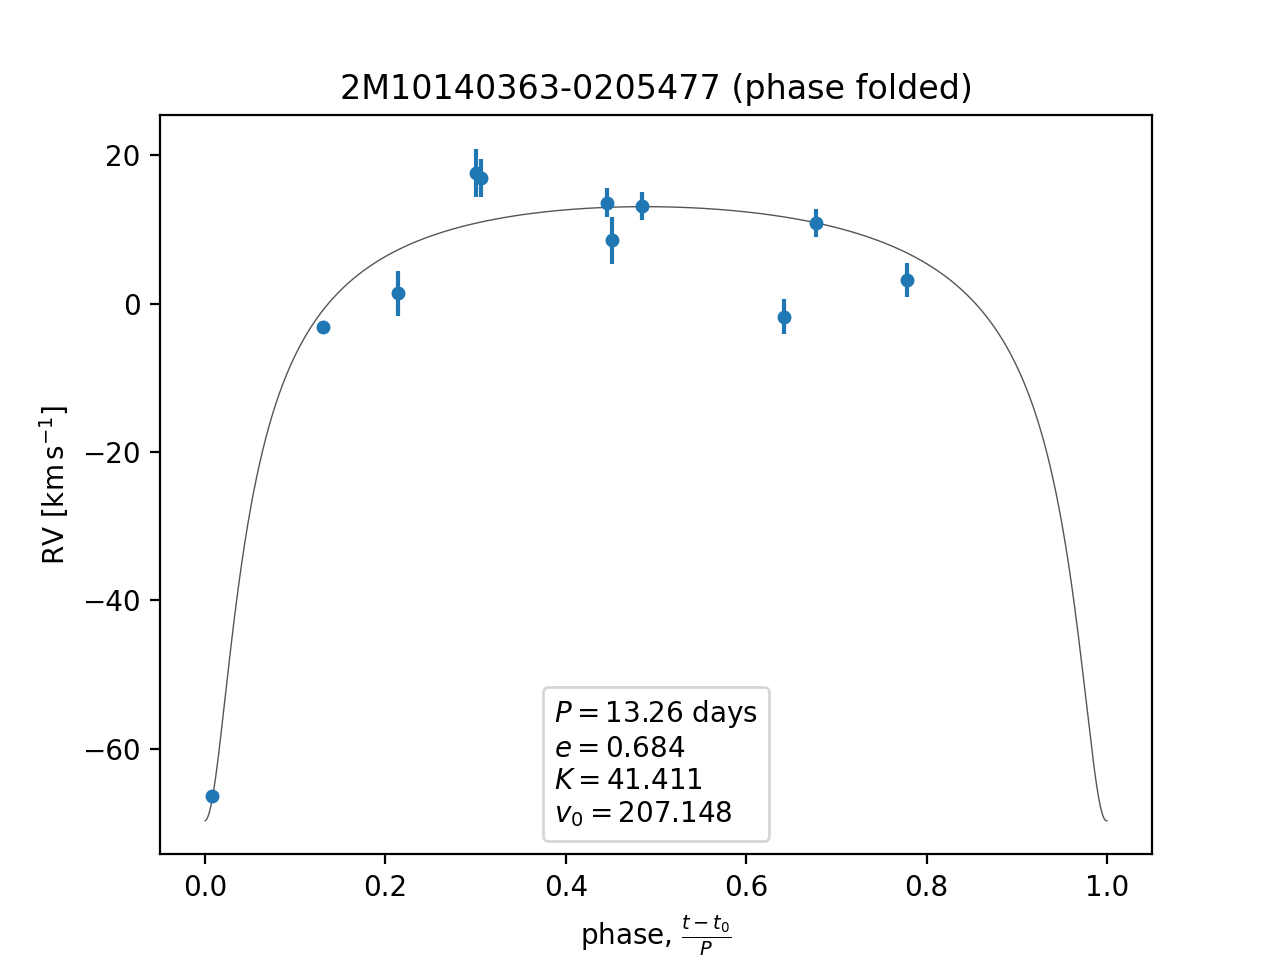 2M10140363-0205477 (phase folded)
20
0
−20
−40
−60
RV [km s⁻¹]
P = 13.26 days
e = 0.684
K = 41.411
v₀ = 207.148
0.0 0.2 0.4 0.6 0.8 1.0
phase, (t − t₀)/P